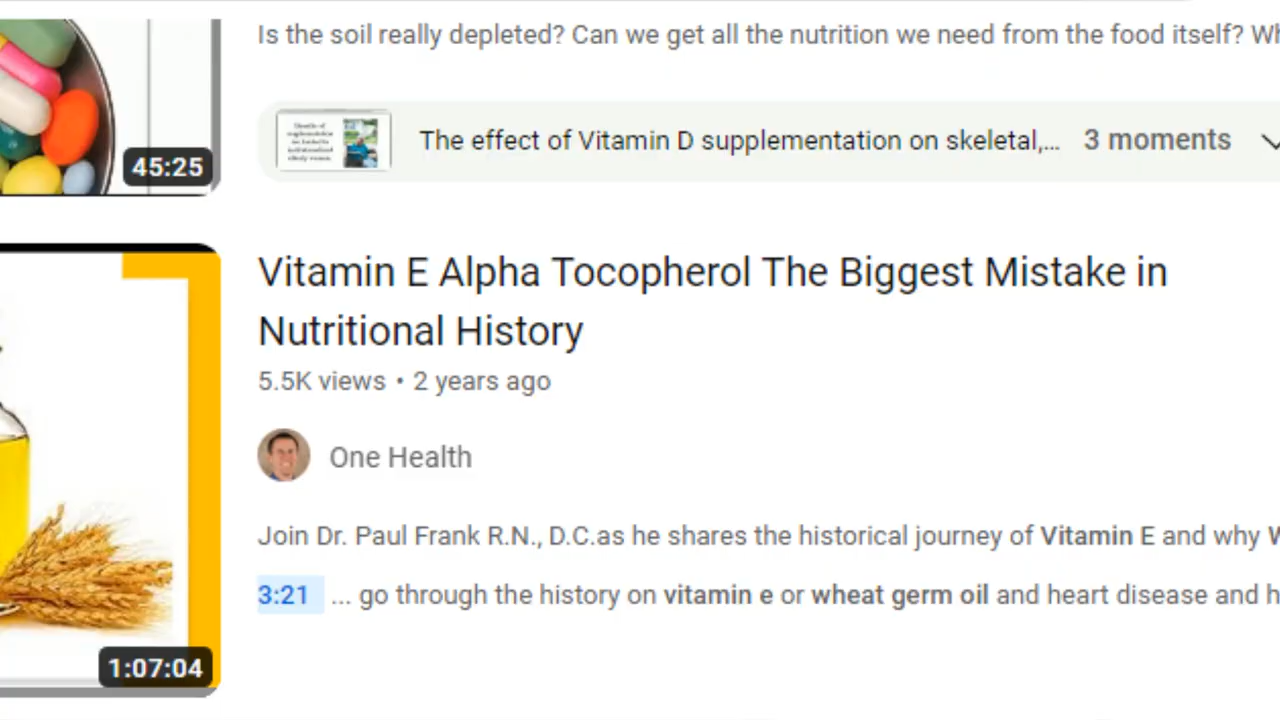 Is the soil really depleted? Can we get all the nutrition we need from the food itself?
The effect of Vitamin D supplementation on skeletal,... 3 moments
45:25
Vitamin E Alpha Tocopherol The Biggest Mistake in
Nutritional History
5.5K views • 2 years ago
One Health
Join Dr. Paul Frank R.N., D.C.as he shares the historical journey of Vitamin E and why
3:21 ... go through the history on vitamin e or wheat germ oil and heart disease and
1:07:04